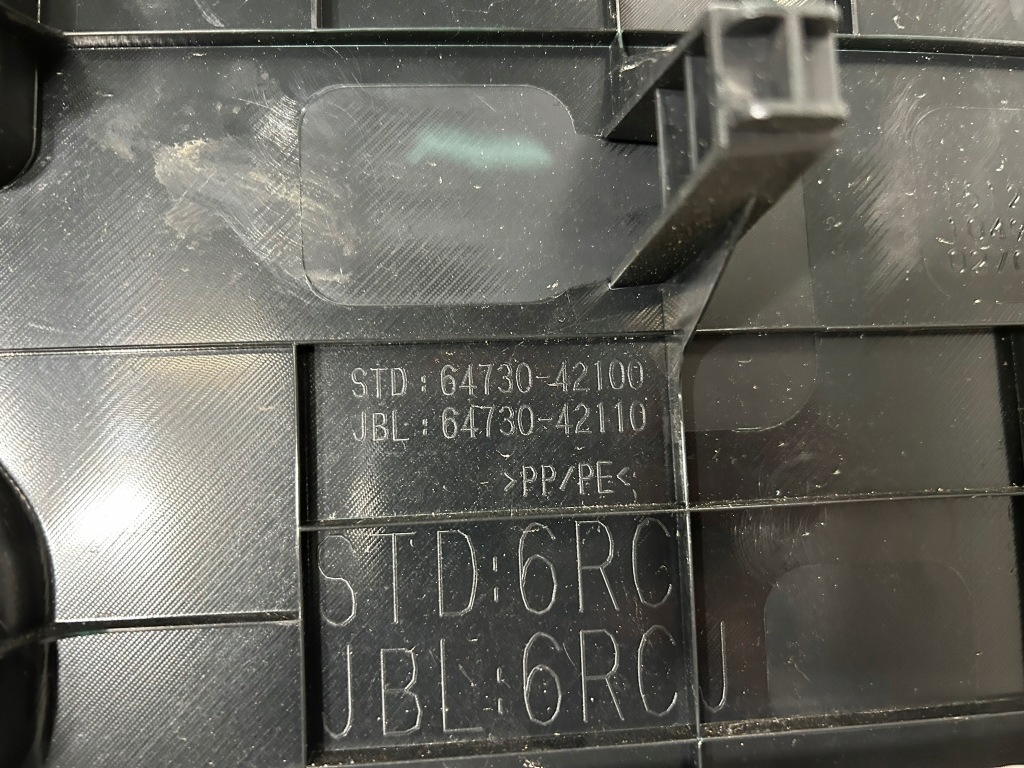 STD : 64730-42100
JBL : 64730-42110
>PP/PE<
STD:6RC
JBL:6RCJ